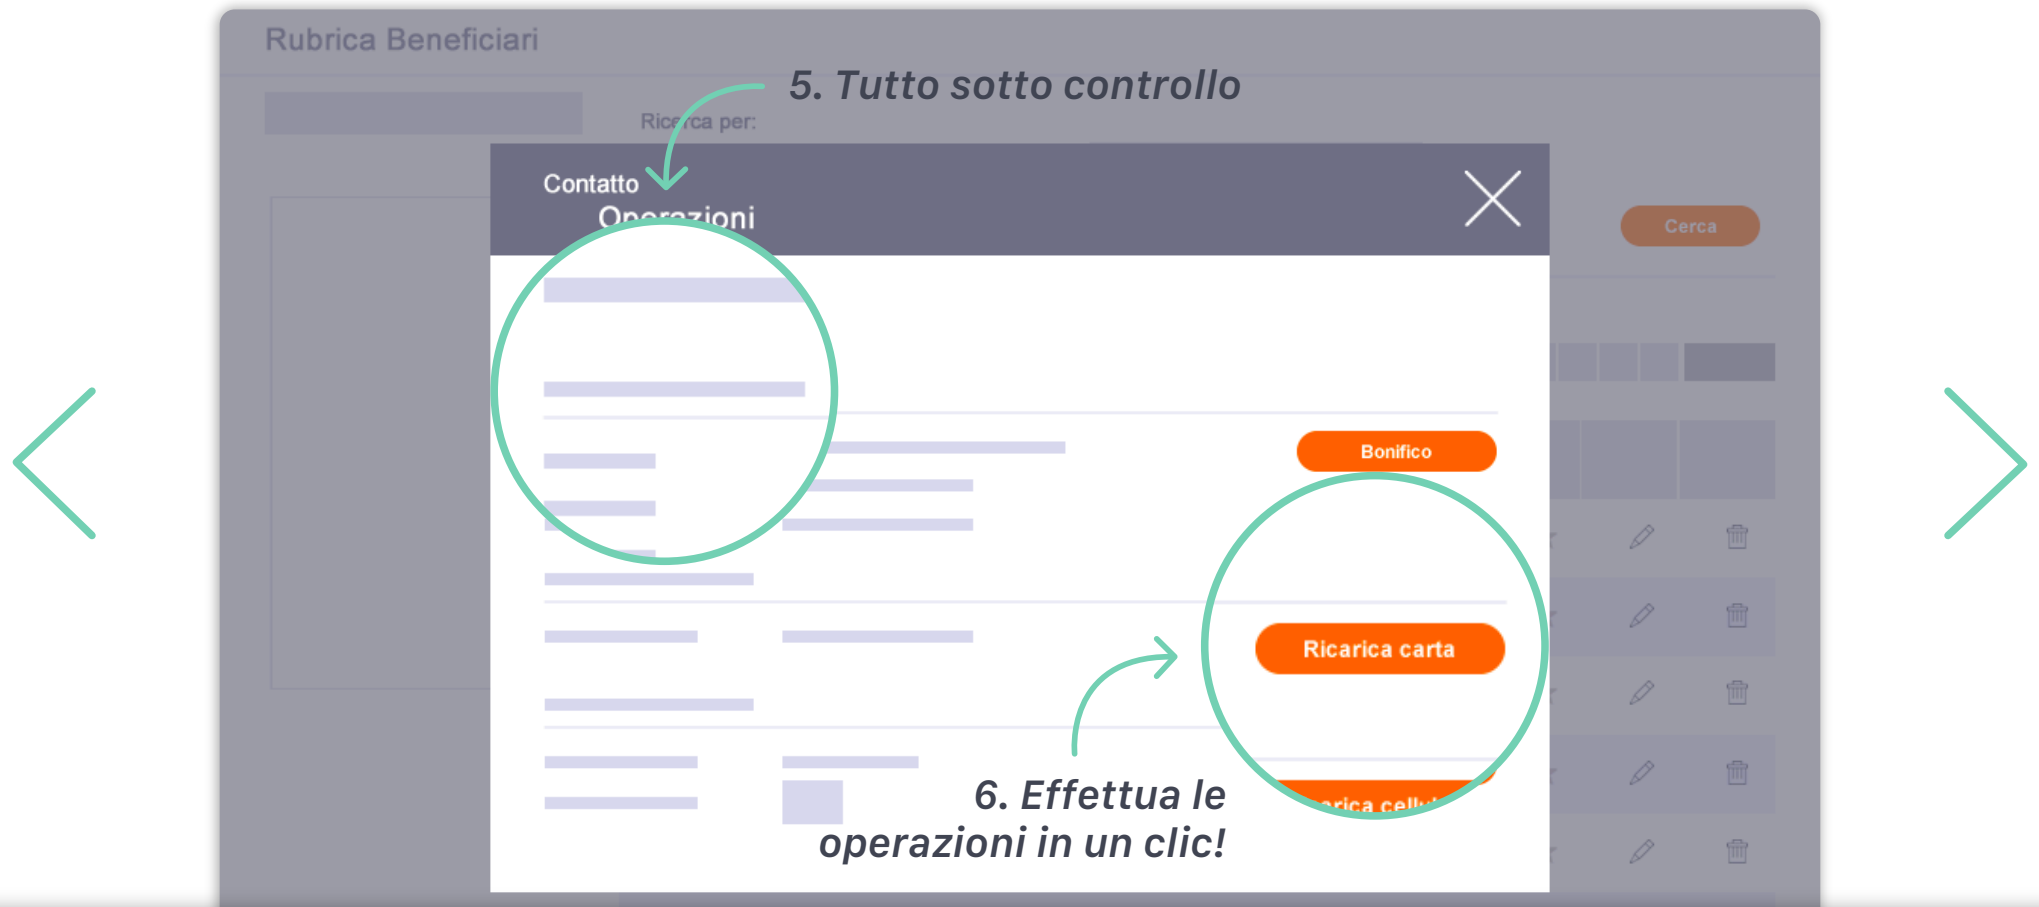 Rubrica Beneficiari
5. Tutto sotto controllo
Ricerca per:
Contatto
Operazioni
Cerca
Bonifico
Ricarica carta
6. Effettua le
operazioni in un clic!